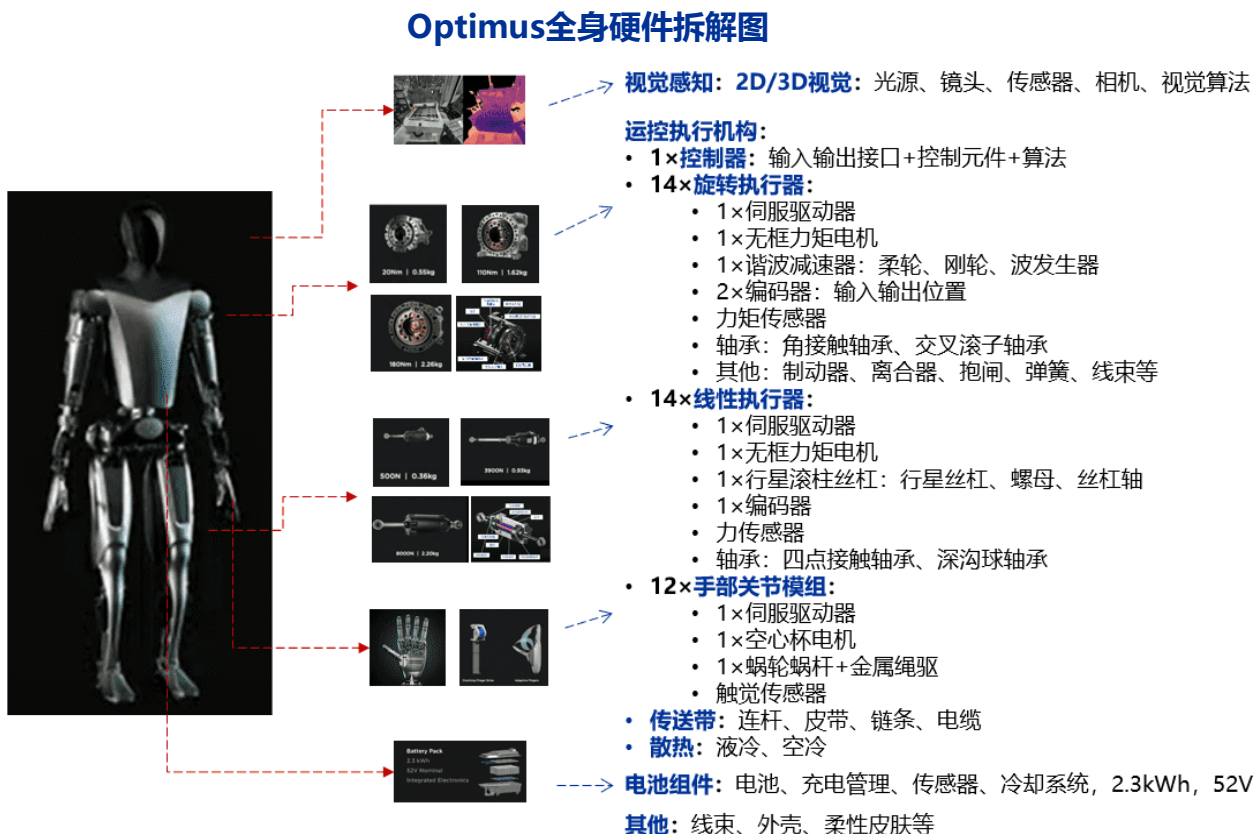 Optimus全身硬件拆解图
视觉感知：2D/3D视觉：光源、镜头、传感器、相机、视觉算法
运控执行机构：
• 1×控制器：输入输出接口+控制元件+算法
• 14×旋转执行器：
• 1×伺服驱动器
• 1×无框力矩电机
• 1×谐波减速器：柔轮、刚轮、波发生器
• 2×编码器：输入输出位置
• 力矩传感器
• 轴承：角接触轴承、交叉滚子轴承
• 其他：制动器、离合器、抱闸、弹簧、线束等
20Nm | 0.55kg
110Nm | 1.62kg
180Nm | 2.26kg
• 14×线性执行器：
• 1×伺服驱动器
• 1×无框力矩电机
• 1×行星滚柱丝杠：行星丝杠、螺母、丝杠轴
• 1×编码器
• 力传感器
• 轴承：四点接触轴承、深沟球轴承
500N | 0.36kg
3900N | 0.93kg
8000N | 2.20kg
• 12×手部关节模组：
• 1×伺服驱动器
• 1×空心杯电机
• 1×蜗轮蜗杆+金属绳驱
• 触觉传感器
• 传送带：连杆、皮带、链条、电缆
• 散热：液冷、空冷
Battery Pack
2.3 kWh
52V Nominal
Integrated Electronics
电池组件：电池、充电管理、传感器、冷却系统，2.3kWh，52V
其他：线束、外壳、柔性皮肤等